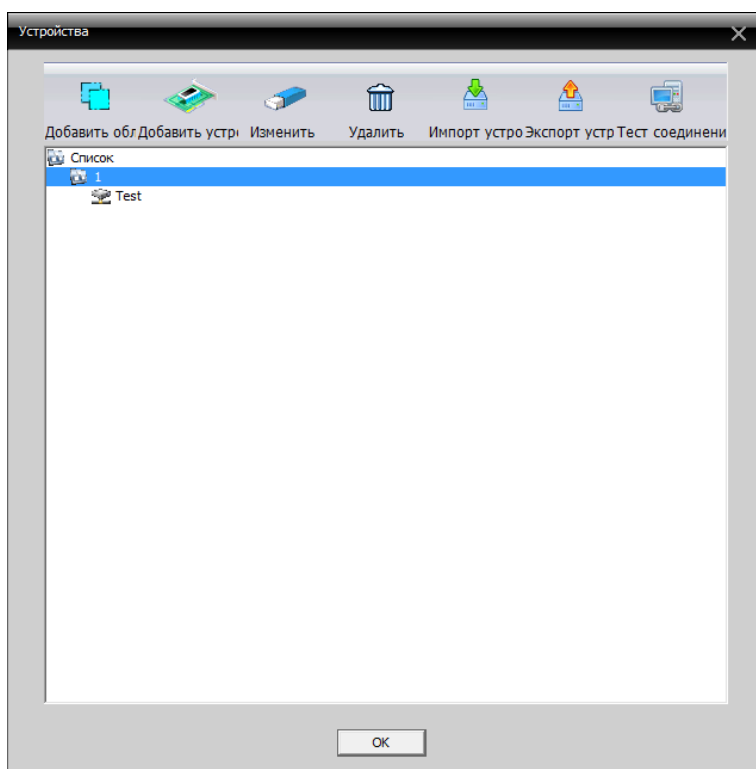 Устройства
Добавить обл Добавить устр Изменить Удалить Импорт устро Экспорт устр Тест соединени
Список
1
Test
OK